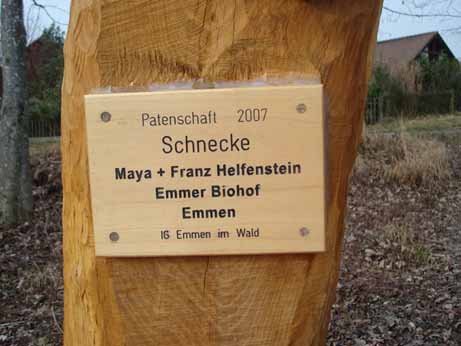 Patenschaft 2007
Schnecke
Maya + Franz Helfenstein
Emmer Biohof
Emmen
IG Emmen im Wald